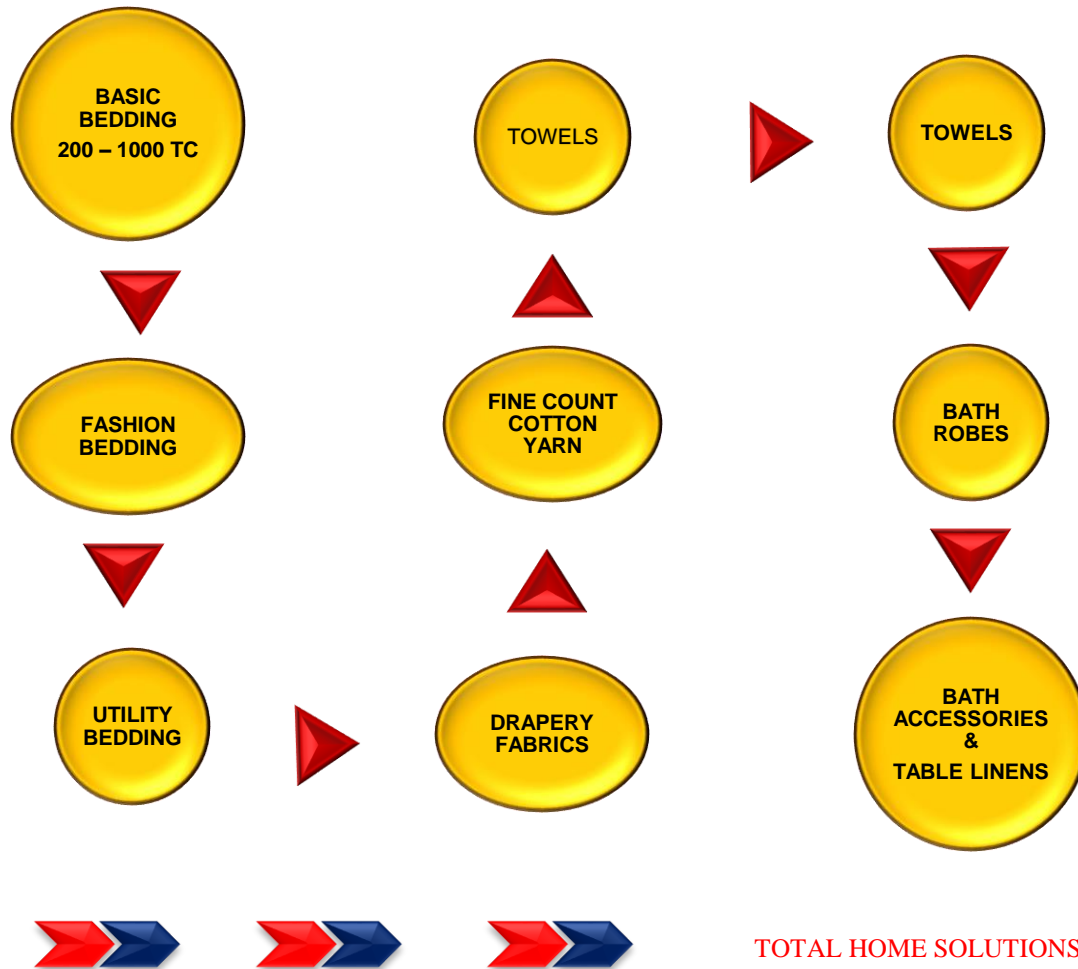 BASIC
BEDDING
200 – 1000 TC
FASHION
BEDDING
UTILITY
BEDDING
DRAPERY
FABRICS
FINE COUNT
COTTON
YARN
TOWELS
TOWELS
BATH
ROBES
BATH
ACCESSORIES
&
TABLE LINENS
TOTAL HOME SOLUTIONS